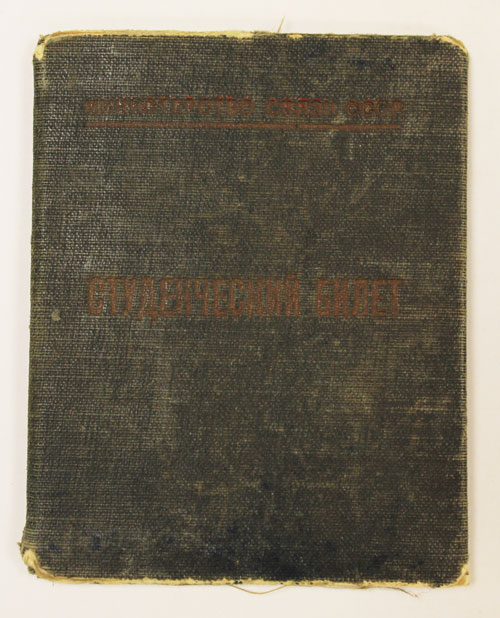 МИНИСТЕРСТВО СВЯЗИ СССР
СТУДЕНЧЕСКИЙ БИЛЕТ